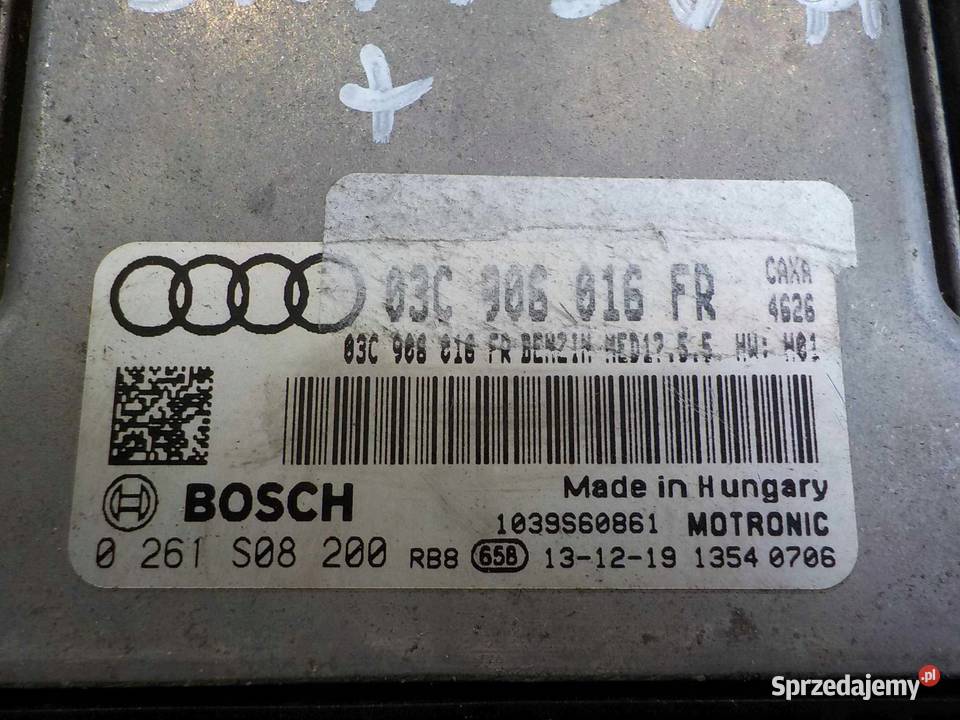 03C 906 016 FR CAXA
4626
03C 906 016 FR BENZIN MED17.5.5 HW: H01
BOSCH
Made in Hungary
1039S60861 MOTRONIC
0 261 S08 200 RB8 658 13-12-19 1354 0706
Sprzedajemy.pl